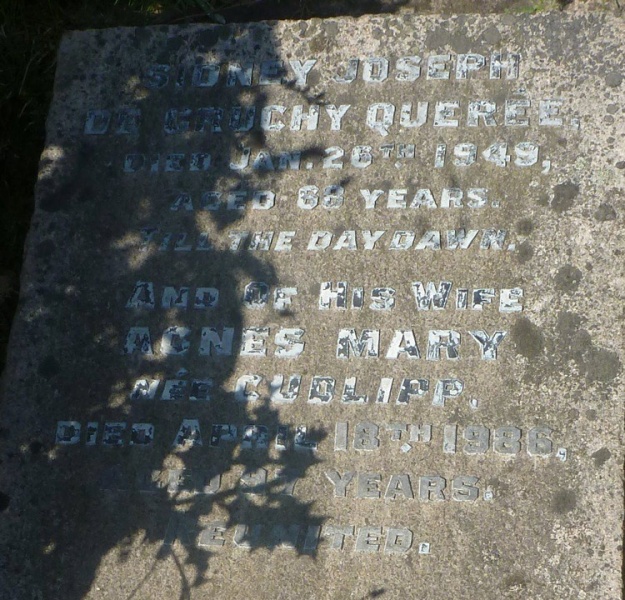 SIDNEY JOSEPH
DE GRUCHY QUERÉE,
DIED JAN. 26TH 1949,
AGED YEARS.
TILL THE DAY DAWN.
AND OF HIS WIFE
AGNES MARY
NÉE CUDLIPP,
DIED APRIL 18TH 1986,
AGED YEARS.
REUNITED.